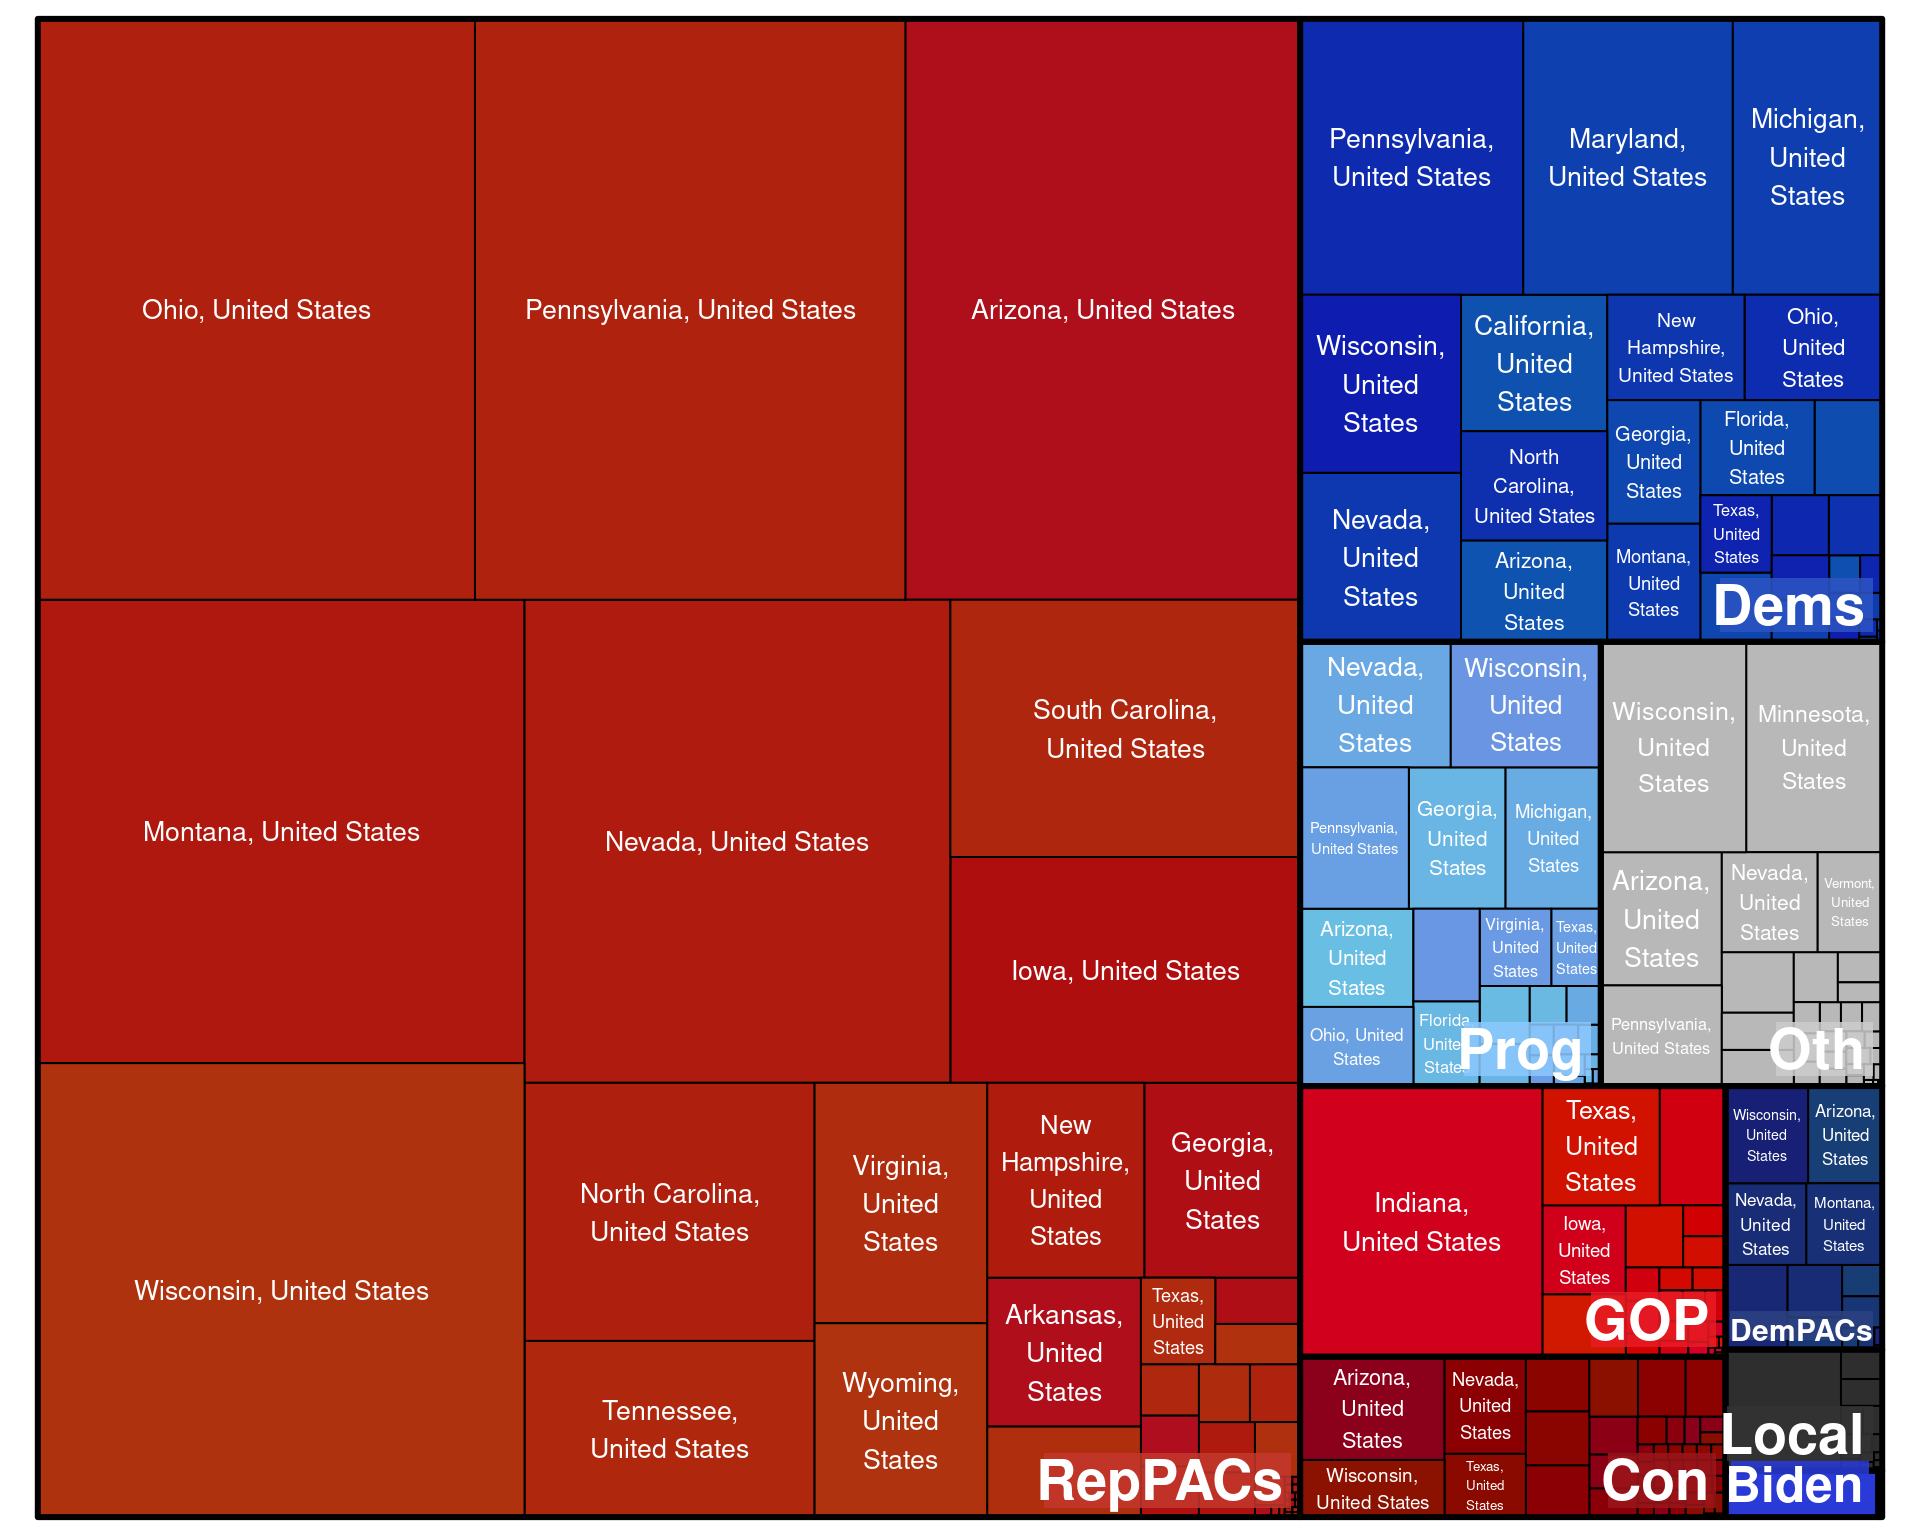 Ohio, United States
Pennsylvania, United States
Arizona, United States
Montana, United States
Nevada, United States
South Carolina,
United States
Iowa, United States
Wisconsin, United States
North Carolina,
United States
Tennessee,
United States
Virginia,
United
States
Wyoming,
United
States
New
Hampshire,
United
States
Georgia,
United
States
Arkansas,
United
States
Texas,
United
States
RepPACs
Pennsylvania,
United States
Maryland,
United States
Michigan,
United
States
Wisconsin,
United
States
Nevada,
United
States
California,
United
States
North
Carolina,
United States
Arizona,
United
States
New
Hampshire,
United States
Ohio,
United
States
Georgia,
United
States
Florida,
United
States
Texas,
United
States
Montana,
United
States
Dems
Nevada,
United
States
Wisconsin,
United
States
Pennsylvania,
United States
Georgia,
United
States
Michigan,
United
States
Arizona,
United
States
Ohio, United
States
Virginia,
United
States
Texas,
United
States
Florida,
United
States
Prog
Wisconsin,
United
States
Minnesota,
United
States
Arizona,
United
States
Nevada,
United
States
Vermont,
United
States
Pennsylvania,
United States
Oth
Indiana,
United States
Texas,
United
States
Iowa,
United
States
GOP
Wisconsin,
United
States
Arizona,
United
States
Nevada,
United
States
Montana,
United
States
DemPACs
Arizona,
United
States
Nevada,
United
States
Wisconsin,
United States
Texas,
United
States
Con
Local
Biden